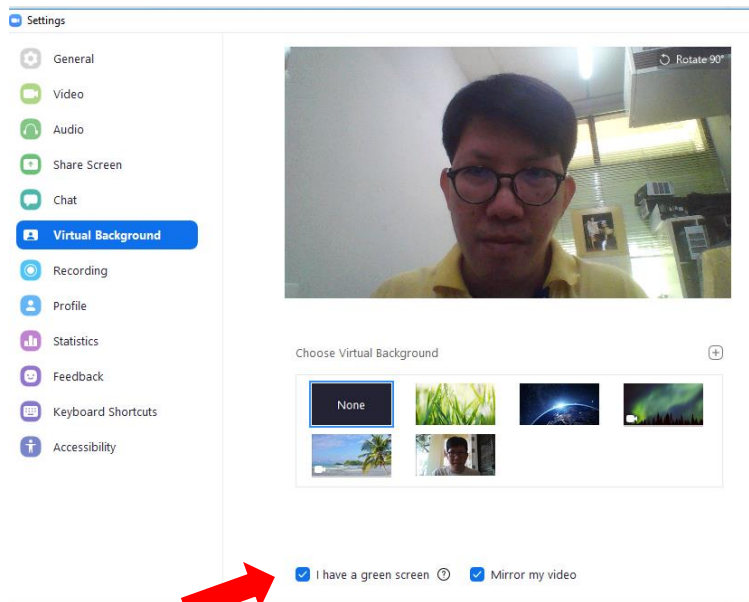 Settings
General
Video
Audio
Share Screen
Chat
Virtual Background
Recording
Profile
Statistics
Feedback
Keyboard Shortcuts
Accessibility
Rotate 90°
Choose Virtual Background
None
I have a green screen
Mirror my video